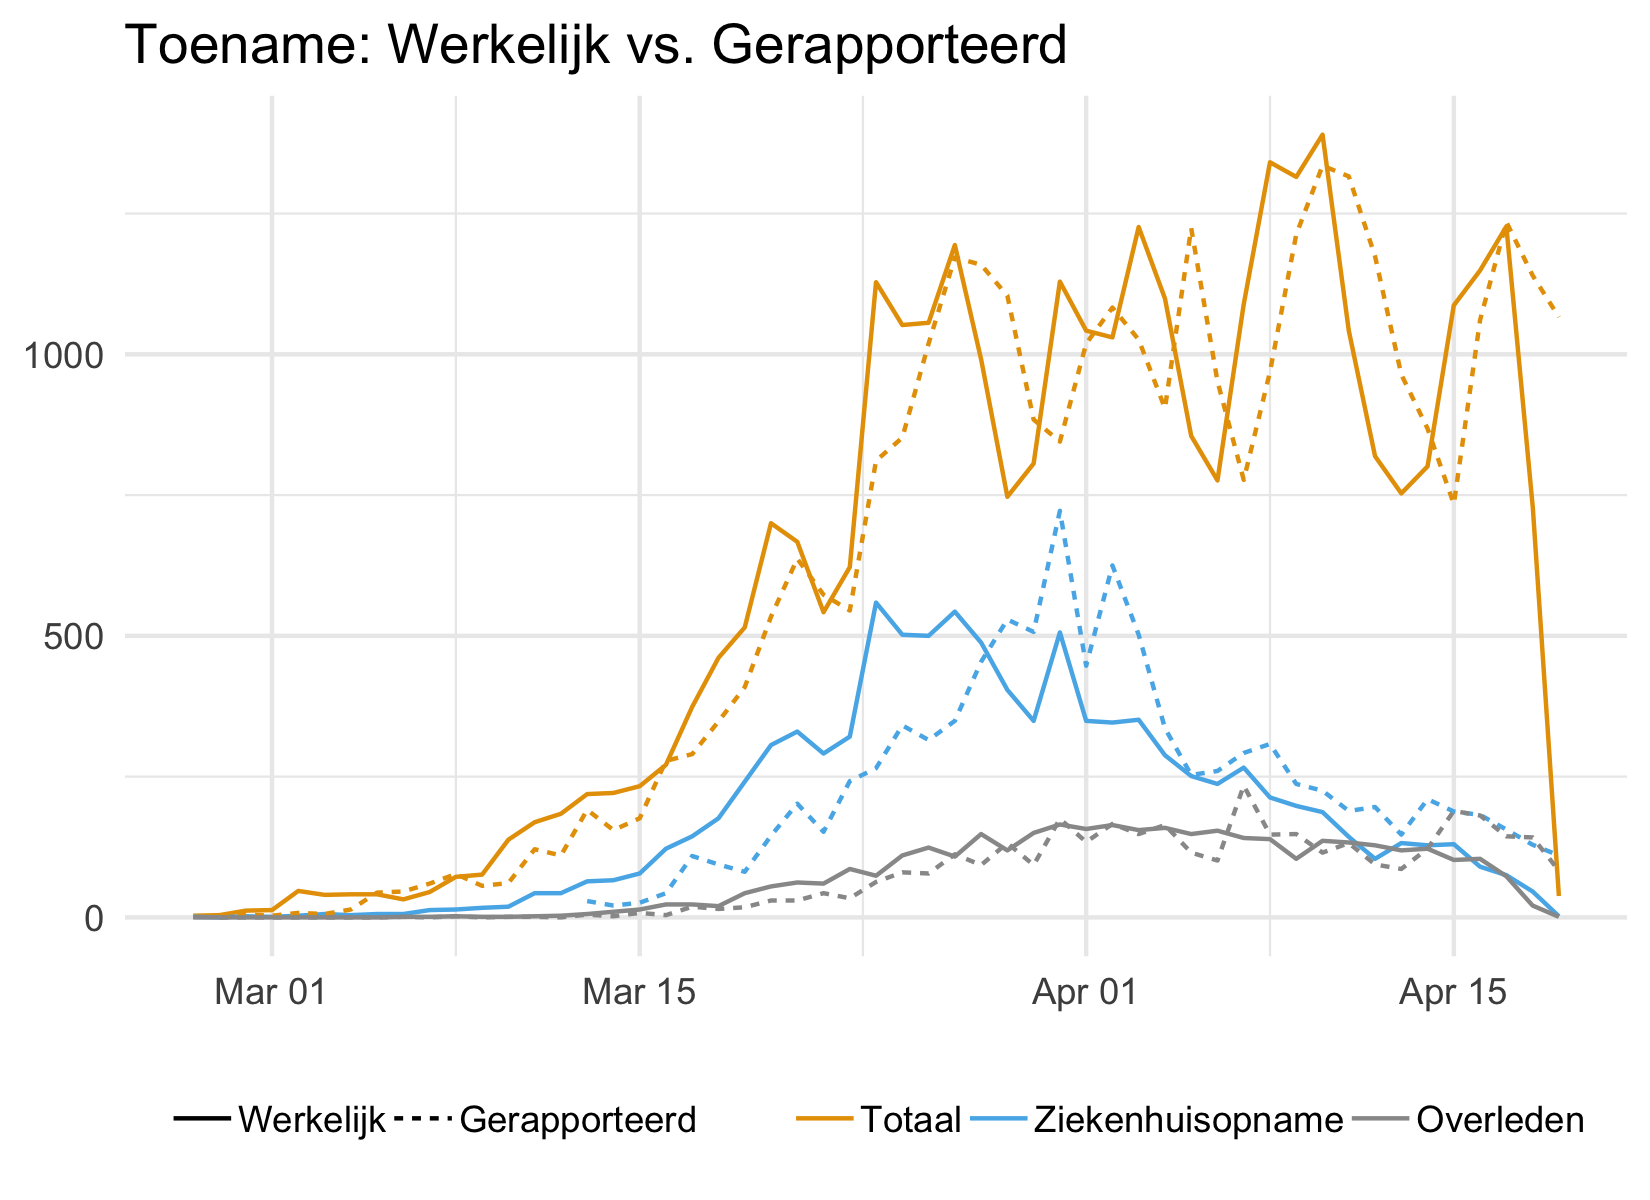 Toename: Werkelijk vs. Gerapporteerd
1000
500
0
Mar 01 Mar 15 Apr 01 Apr 15
Werkelijk Gerapporteerd Totaal Ziekenhuisopname Overleden